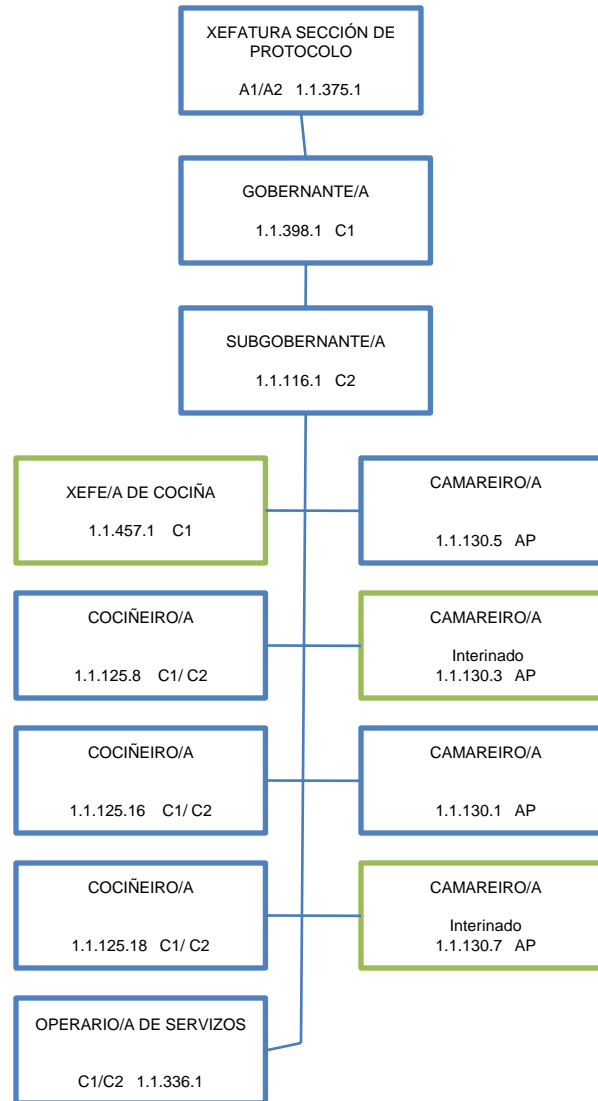 XEFATURA SECCIÓN DE
PROTOCOLO
A1/A2 1.1.375.1
GOBERNANTE/A
1.1.398.1 C1
SUBGOBERNANTE/A
1.1.116.1 C2
XEFE/A DE COCIÑA
1.1.457.1 C1
CAMAREIRO/A
1.1.130.5 AP
COCIÑEIRO/A
1.1.125.8 C1/ C2
CAMAREIRO/A
Interinado
1.1.130.3 AP
COCIÑEIRO/A
1.1.125.16 C1/ C2
CAMAREIRO/A
1.1.130.1 AP
COCIÑEIRO/A
1.1.125.18 C1/ C2
CAMAREIRO/A
Interinado
1.1.130.7 AP
OPERARIO/A DE SERVIZOS
C1/C2 1.1.336.1